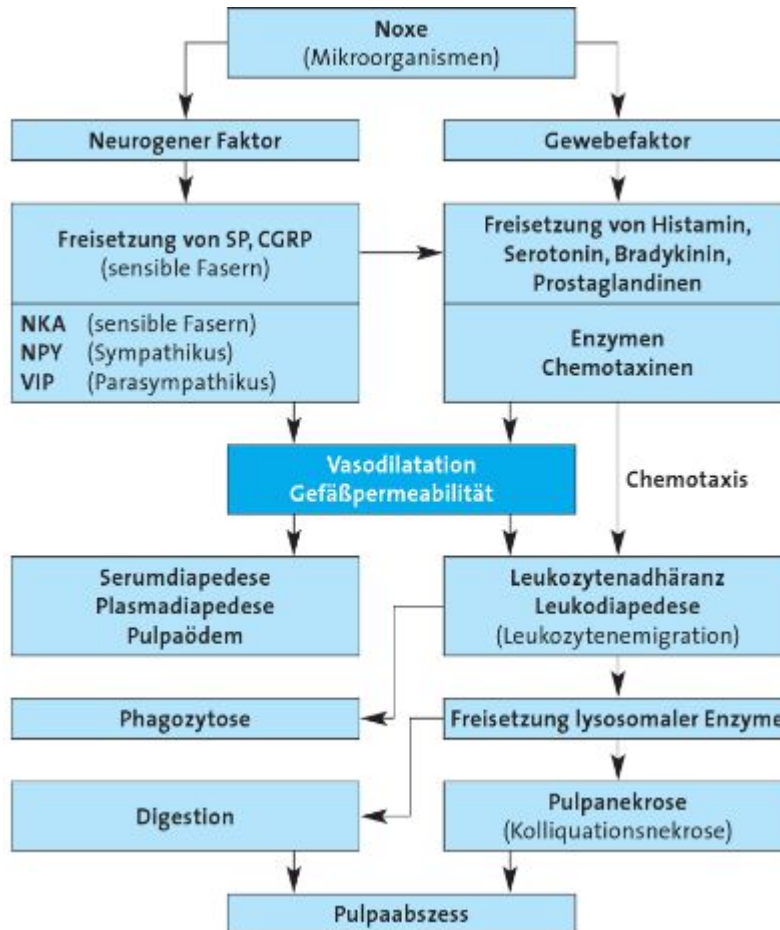 Noxe
(Mikroorganismen)
Neurogener Faktor
Gewebefaktor
Freisetzung von SP, CGRP
(sensible Fasern)
Freisetzung von Histamin,
Serotonin, Bradykinin,
Prostaglandinen
NKA (sensible Fasern)
NPY (Sympathikus)
VIP (Parasympathikus)
Enzymen
Chemotaxinen
Vasodilatation
Gefäßpermeabilität
Chemotaxis
Serumdiapedese
Plasmadiapedese
Pulpaödem
Leukozytenadhäranz
Leukodiapedese
(Leukozytenemigration)
Phagozytose
Freisetzung lysosomaler Enzyme
Digestion
Pulpanekrose
(Kolliquationsnekrose)
Pulpaabszess